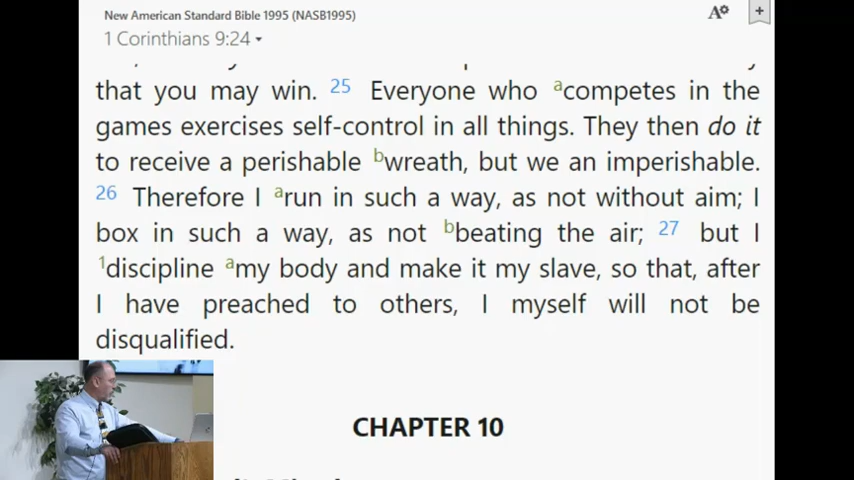 New American Standard Bible 1995 (NASB1995)
1 Corinthians 9:24
that you may win. 25 Everyone who acompetes in the
games exercises self-control in all things. They then do it
to receive a perishable bwreath, but we an imperishable.
26 Therefore I arun in such a way, as not without aim; I
box in such a way, as not bbeating the air; 27 but I
1discipline amy body and make it my slave, so that, after
I have preached to others, I myself will not be
disqualified.
CHAPTER 10